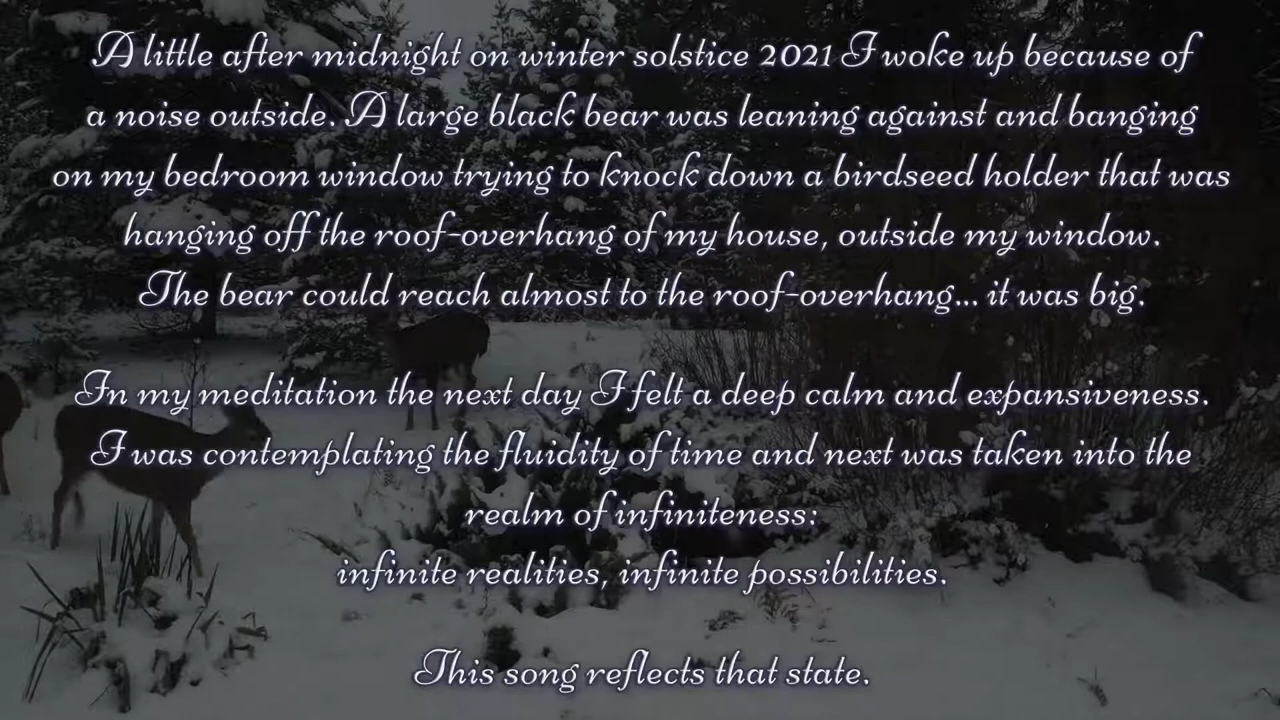 A little after midnight on winter solstice 2021 I woke up because of
a noise outside. A large black bear was leaning against and banging
on my bedroom window trying to knock down a birdseed holder that was
hanging off the roof-overhang of my house, outside my window.
The bear could reach almost to the roof-overhang... it was big.
In my meditation the next day I felt a deep calm and expansiveness.
I was contemplating the fluidity of time and next was taken into the
realm of infiniteness:
infinite realities, infinite possibilities.
This song reflects that state.